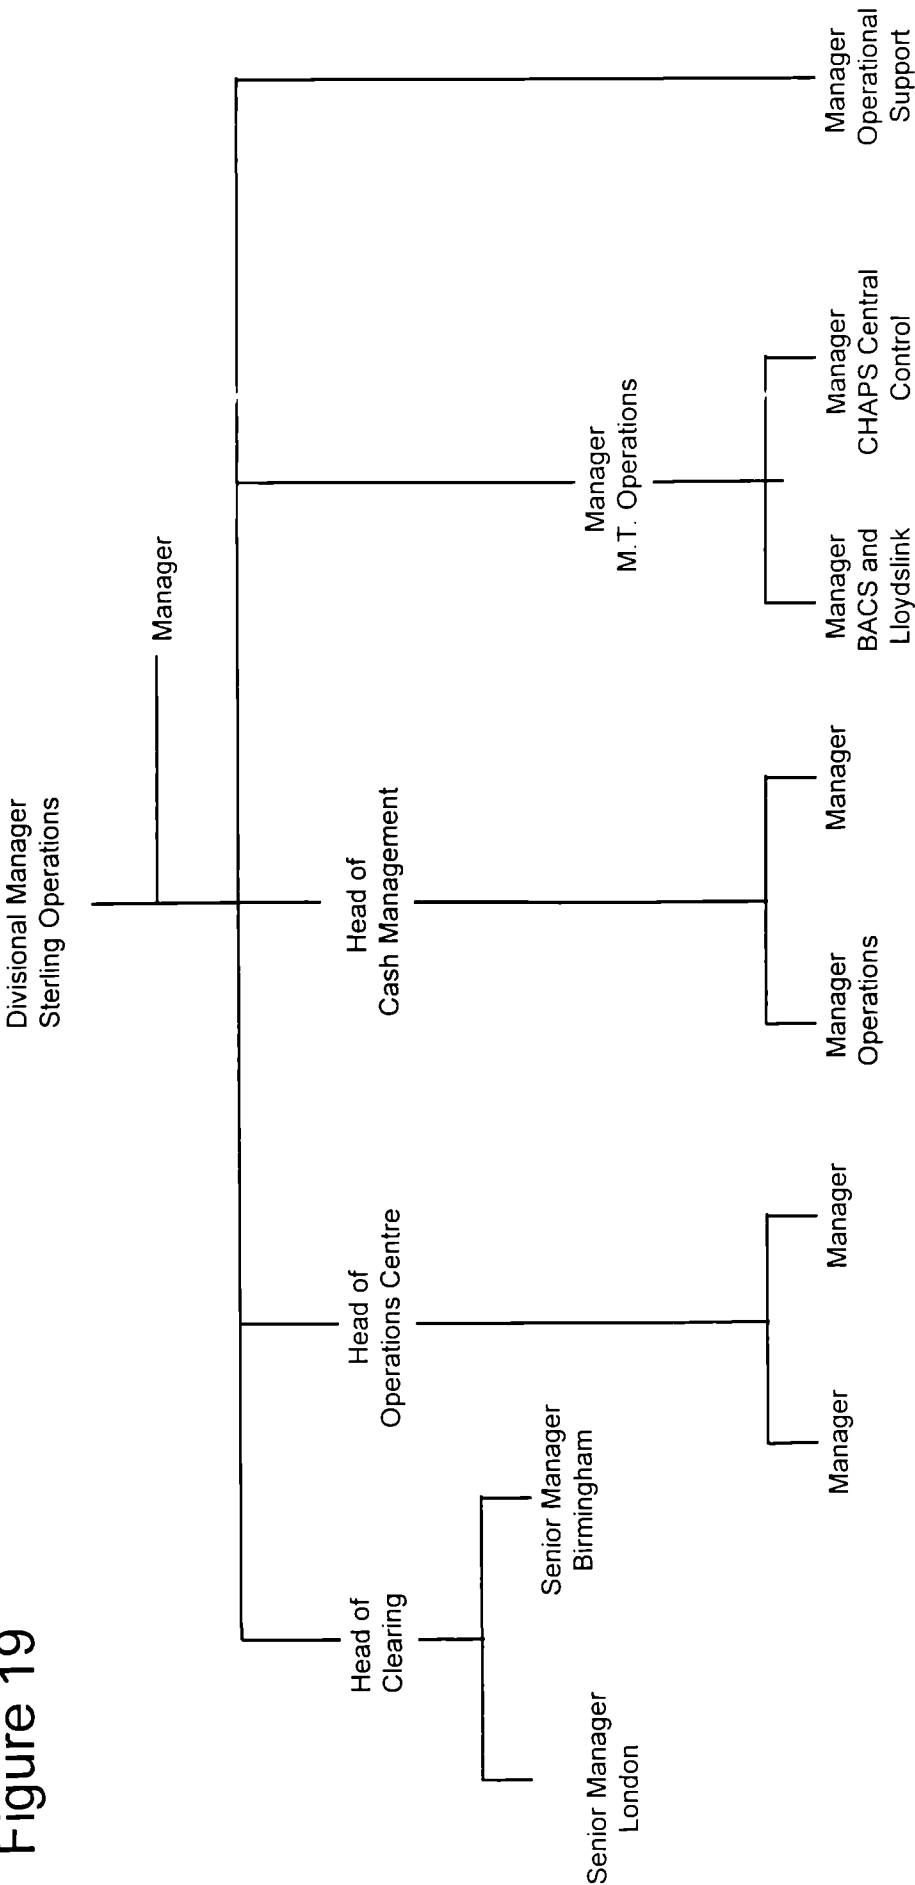 Figure 19
Divisional Manager
Sterling Operations
Manager
Head of
Clearing
Head of
Operations Centre
Head of
Cash Management
Manager
M.T. Operations
Senior Manager
London
Senior Manager
Birmingham
Manager
Manager
Manager
Operations
Manager
Manager
BACS and
Lloydslink
Manager
CHAPS Central
Control
Manager
Operational
Support